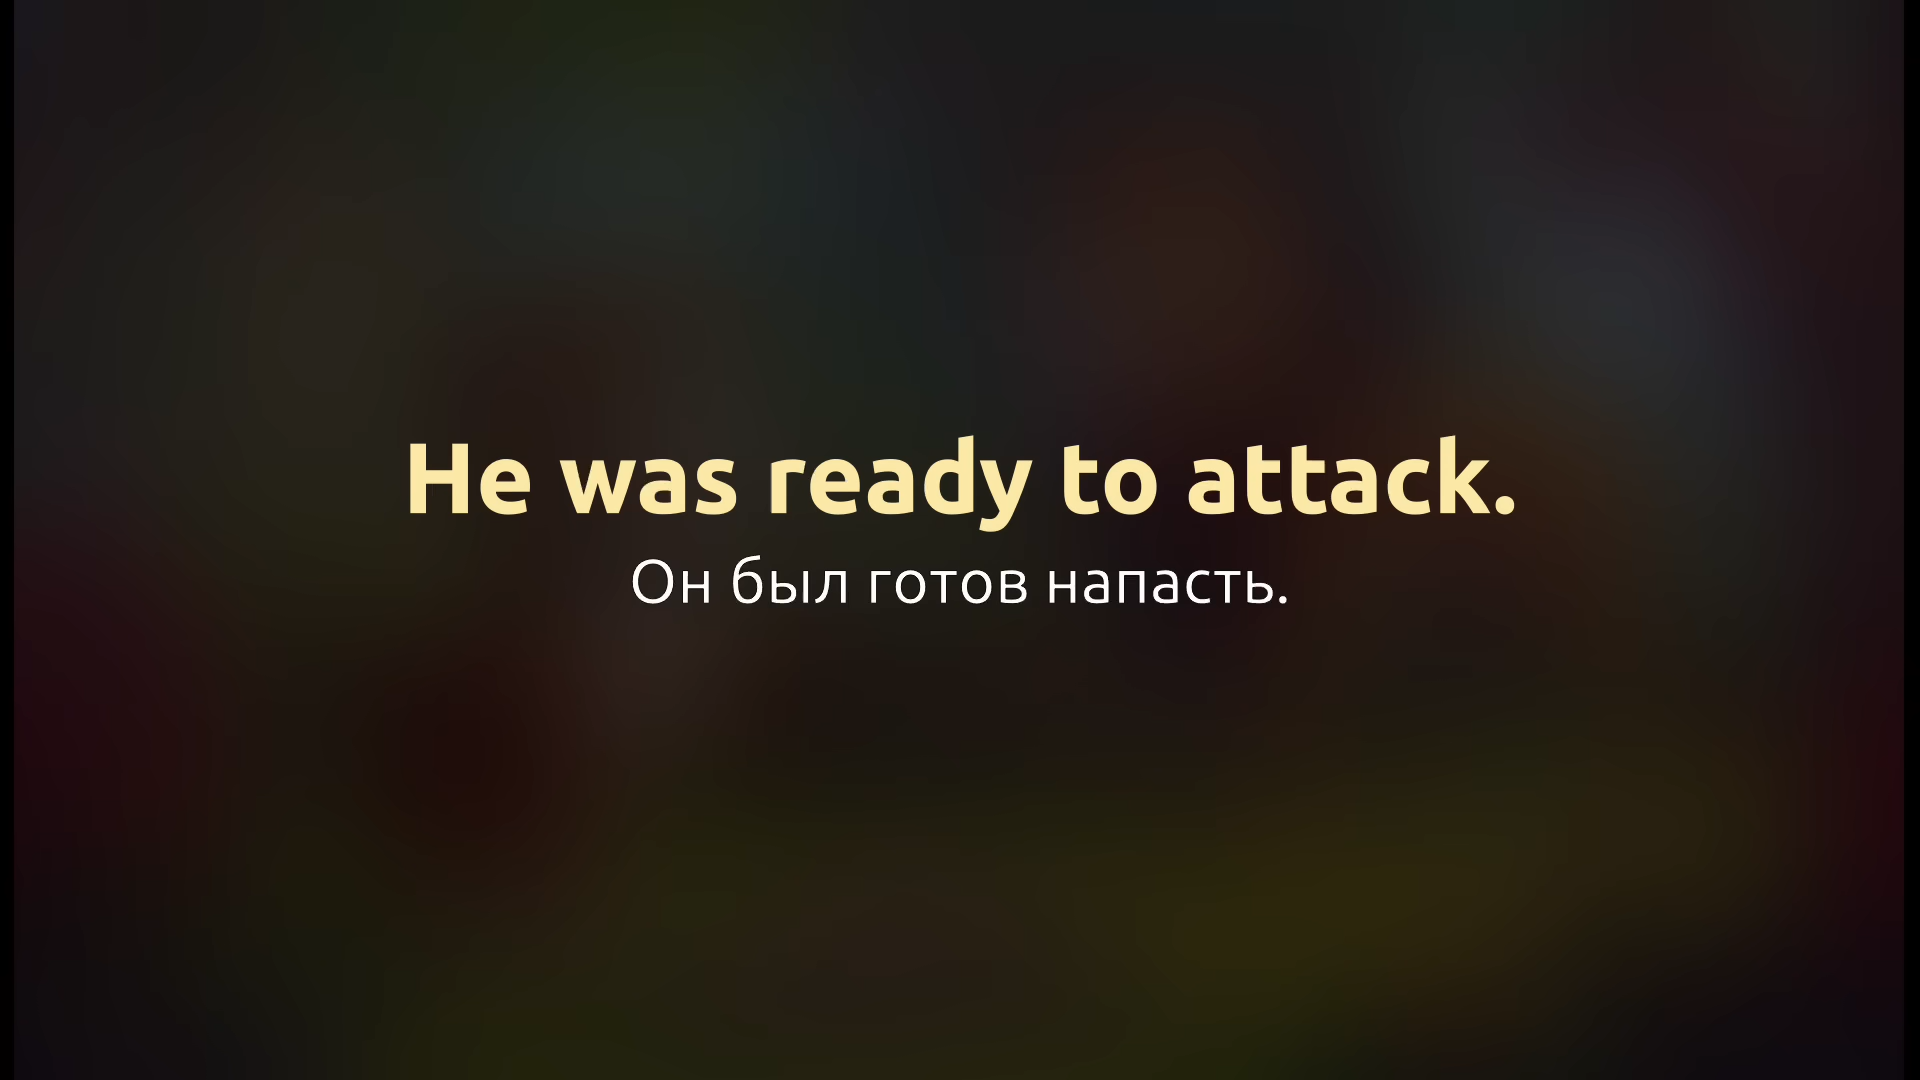 He was ready to attack.
Он был готов напасть.